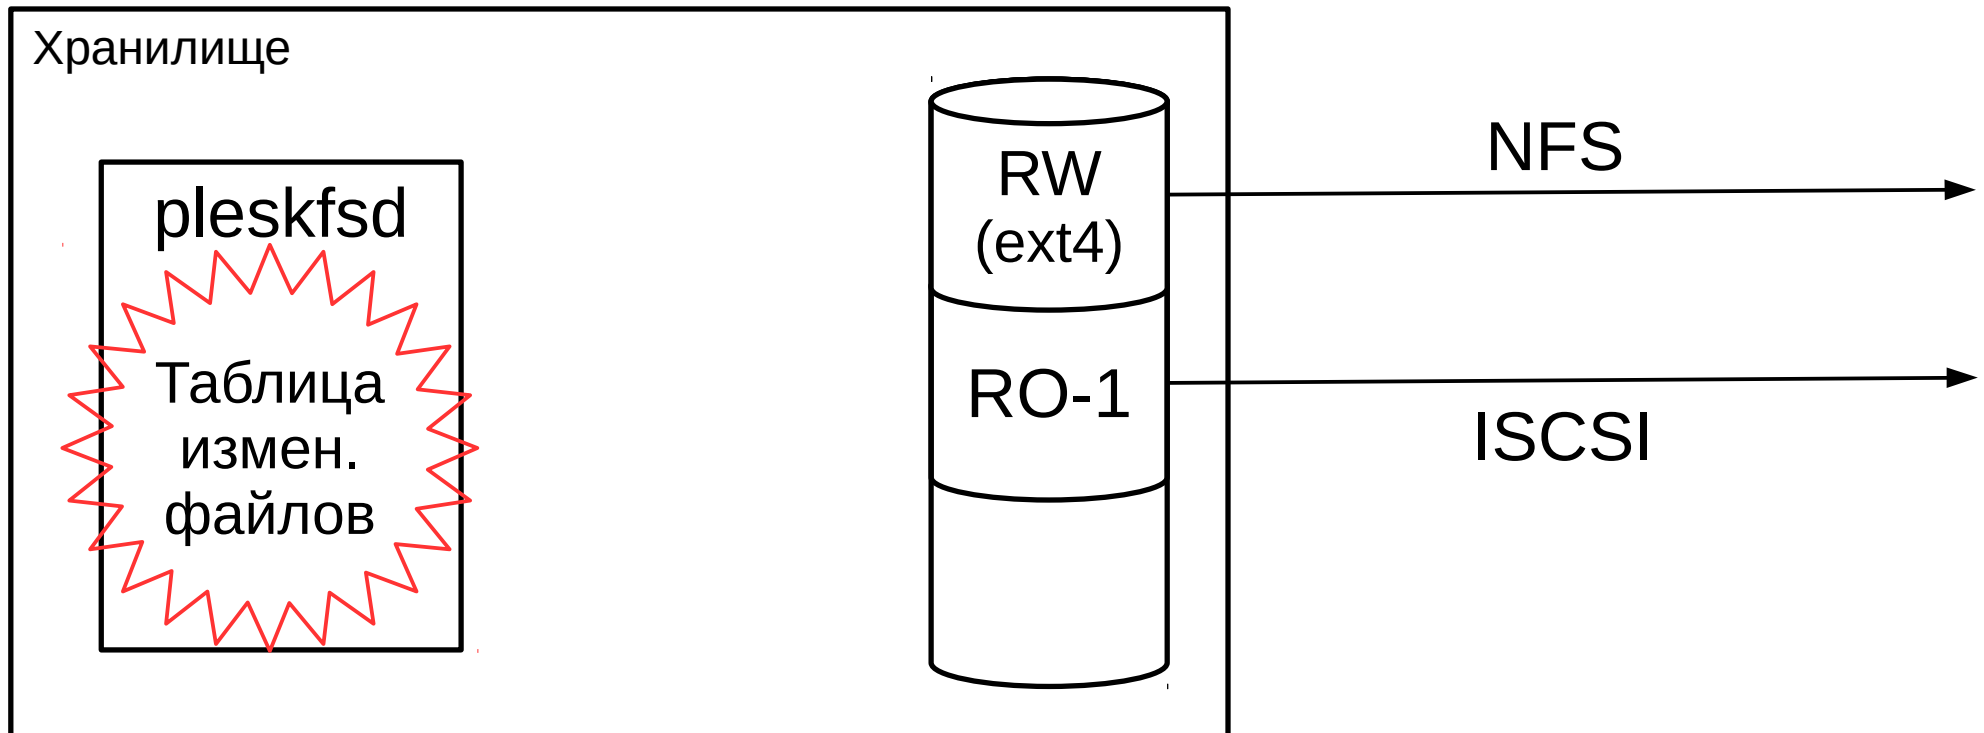 Хранилище
pleskfsd
Таблица
измен.
файлов
RW
(ext4)
RO-1
NFS
ISCSI